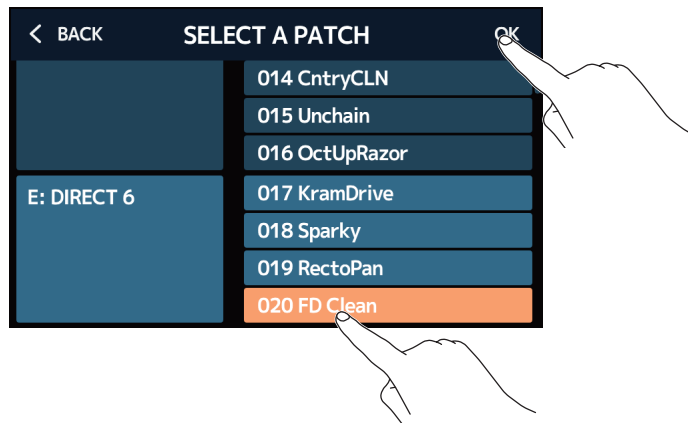 < BACK SELECT A PATCH OK
014 CntryCLN
015 Unchain
016 OctUpRazor
E: DIRECT 6 017 KramDrive
018 Sparky
019 RectoPan
020 FD Clean